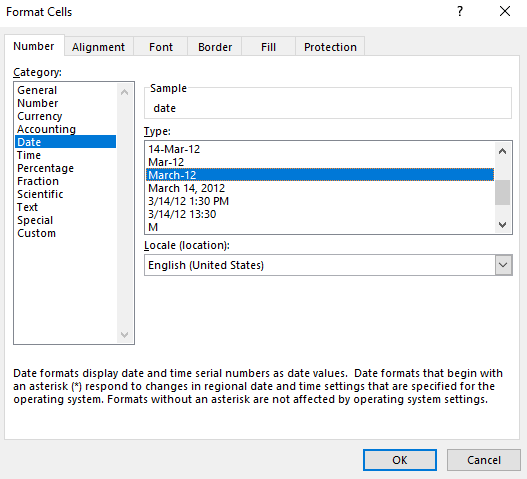 Format Cells
?
Number Alignment Font Border Fill Protection
Category:
General
Number
Currency
Accounting
Date
Time
Percentage
Fraction
Scientific
Text
Special
Custom
Sample
date
Type:
14-Mar-12
Mar-12
March-12
March 14, 2012
3/14/12 1:30 PM
3/14/12 13:30
M
Locale (location):
English (United States)
Date formats display date and time serial numbers as date values.  Date formats that begin with
an asterisk (*) respond to changes in regional date and time settings that are specified for the
operating system. Formats without an asterisk are not affected by operating system settings.
OK Cancel